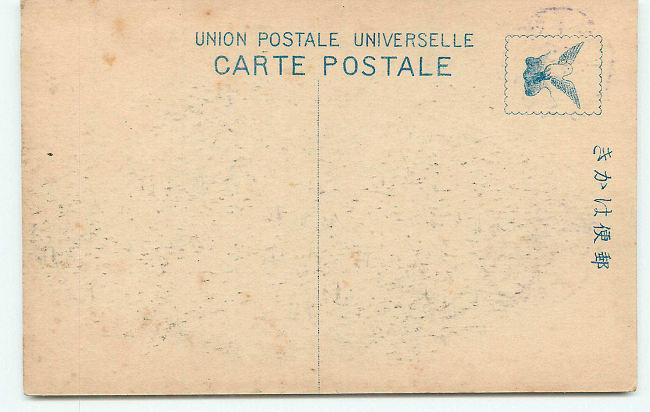 UNION POSTALE UNIVERSELLE
CARTE POSTALE
郵便はかき